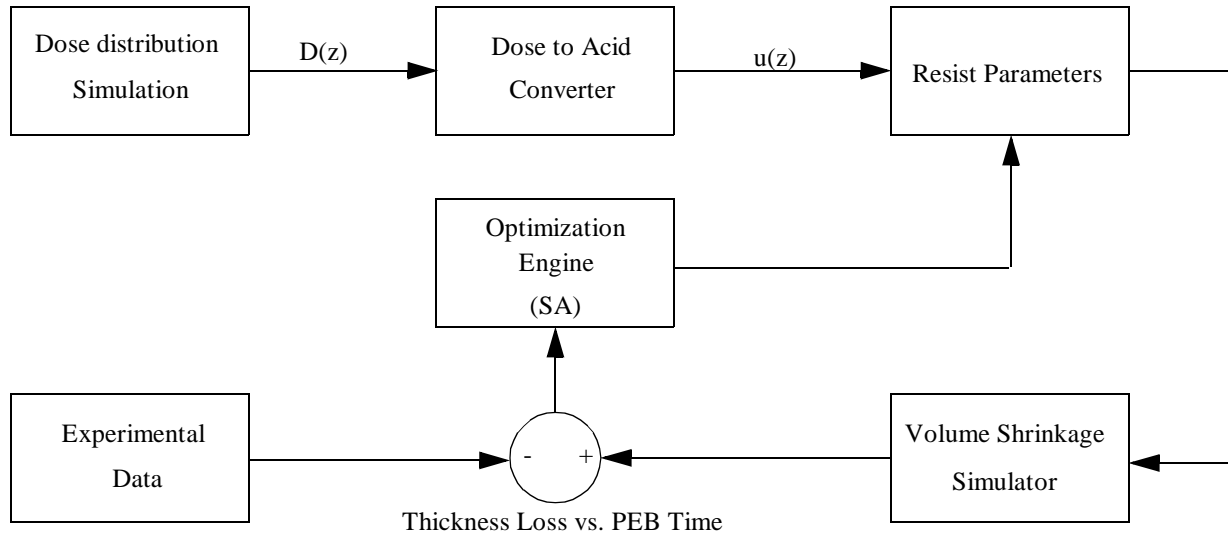 Dose distribution
Simulation
D(z)
Dose to Acid
Converter
u(z)
Resist Parameters
Optimization
Engine
(SA)
Experimental
Data
-
+
Volume Shrinkage
Simulator
Thickness Loss vs. PEB Time